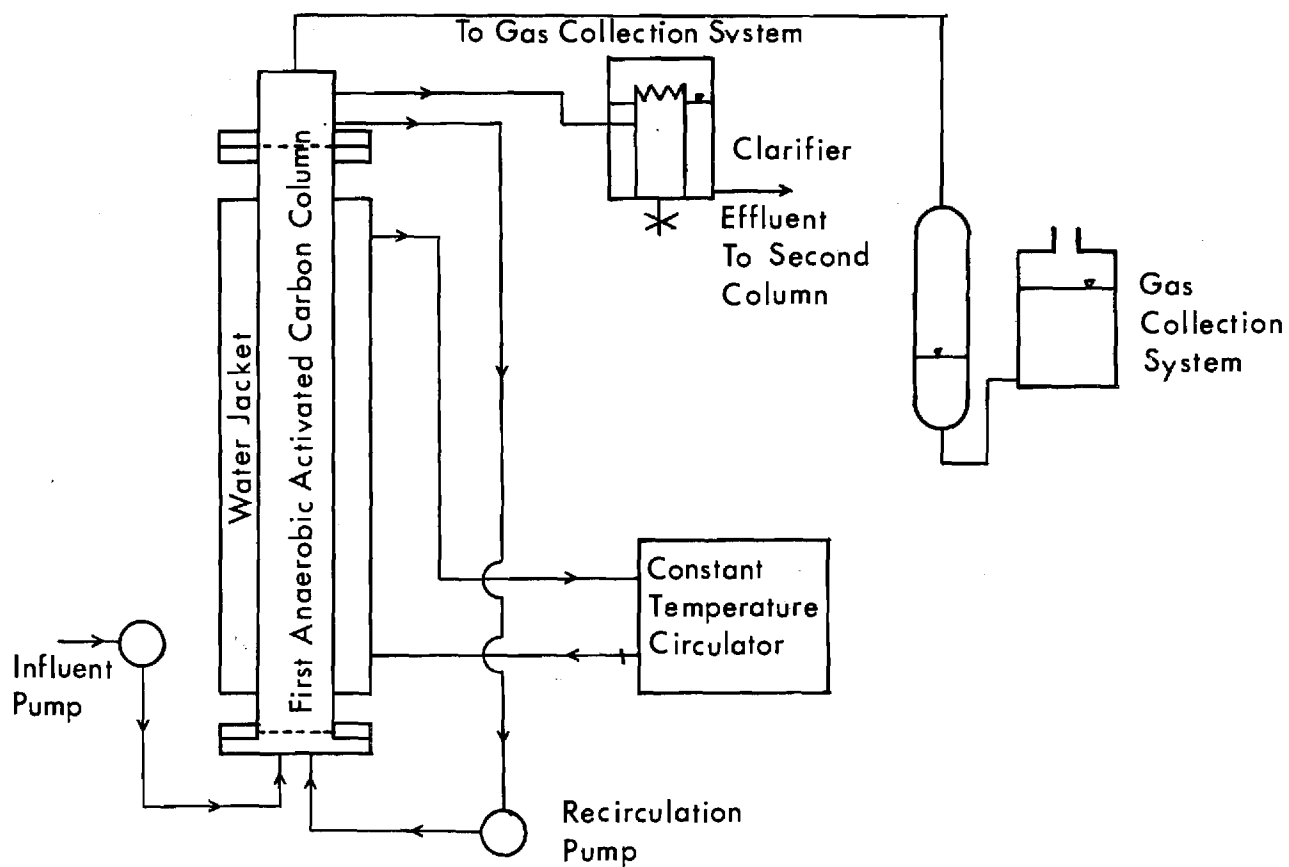 To Gas Collection System
Clarifier
Effluent
To Second
Column
Gas
Collection
System
Water Jacket
First Anaerobic Activated Carbon Column
Constant
Temperature
Circulator
Influent
Pump
Recirculation
Pump